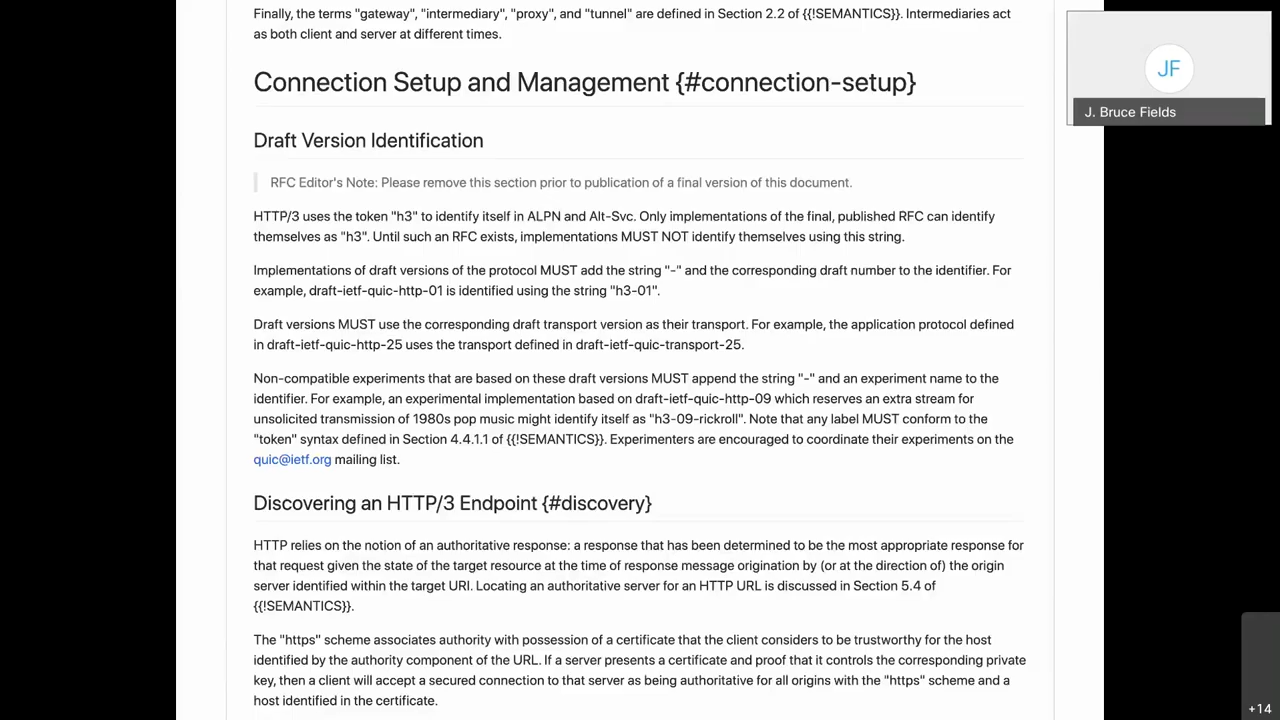 Finally, the terms "gateway", "intermediary", "proxy", and "tunnel" are defined in Section 2.2 of {{!SEMANTICS}}. Intermediaries act
as both client and server at different times.
Connection Setup and Management {#connection-setup}
Draft Version Identification
RFC Editor's Note: Please remove this section prior to publication of a final version of this document.
HTTP/3 uses the token "h3" to identify itself in ALPN and Alt-Svc. Only implementations of the final, published RFC can identify
themselves as "h3". Until such an RFC exists, implementations MUST NOT identify themselves using this string.
Implementations of draft versions of the protocol MUST add the string "-" and the corresponding draft number to the identifier. For
example, draft-ietf-quic-http-01 is identified using the string "h3-01".
Draft versions MUST use the corresponding draft transport version as their transport. For example, the application protocol defined
in draft-ietf-quic-http-25 uses the transport defined in draft-ietf-quic-transport-25.
Non-compatible experiments that are based on these draft versions MUST append the string "-" and an experiment name to the
identifier. For example, an experimental implementation based on draft-ietf-quic-http-09 which reserves an extra stream for
unsolicited transmission of 1980s pop music might identify itself as "h3-09-rickroll". Note that any label MUST conform to the
"token" syntax defined in Section 4.4.1.1 of {{!SEMANTICS}}. Experimenters are encouraged to coordinate their experiments on the
quic@ietf.org mailing list.
Discovering an HTTP/3 Endpoint {#discovery}
HTTP relies on the notion of an authoritative response: a response that has been determined to be the most appropriate response for
that request given the state of the target resource at the time of response message origination by (or at the direction of) the origin
server identified within the target URI. Locating an authoritative server for an HTTP URL is discussed in Section 5.4 of
{{!SEMANTICS}}.
The "https" scheme associates authority with possession of a certificate that the client considers to be trustworthy for the host
identified by the authority component of the URL. If a server presents a certificate and proof that it controls the corresponding private
key, then a client will accept a secured connection to that server as being authoritative for all origins with the "https" scheme and a
host identified in the certificate.
JF
J. Bruce Fields
+14